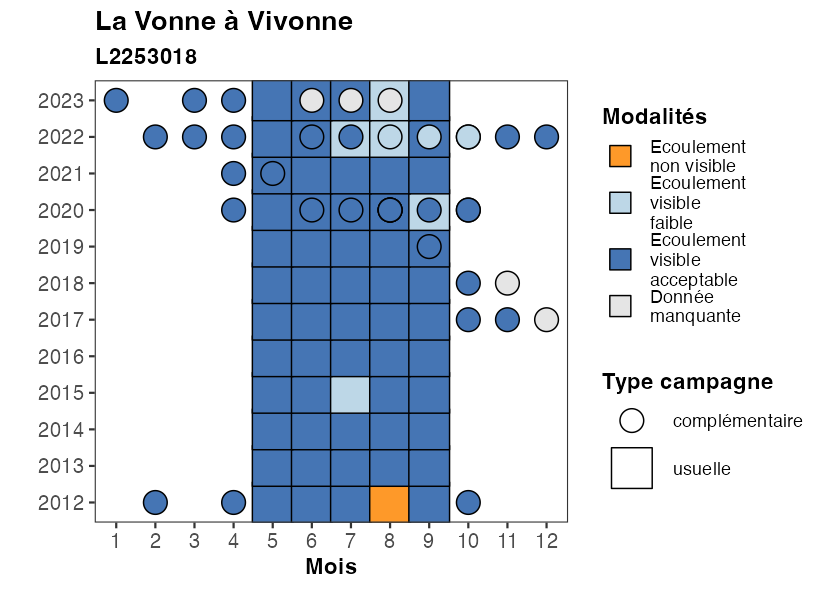 La Vonne à Vivonne
L2253018
2023
2022
2021
2020
2019
2018
2017
2016
2015
2014
2013
2012
1 2 3 4 5 6 7 8 9 10 11 12
Mois
Modalités
Ecoulement
non visible
Ecoulement
visible
faible
Ecoulement
visible
acceptable
Donnée
manquante
Type campagne
complémentaire
usuelle